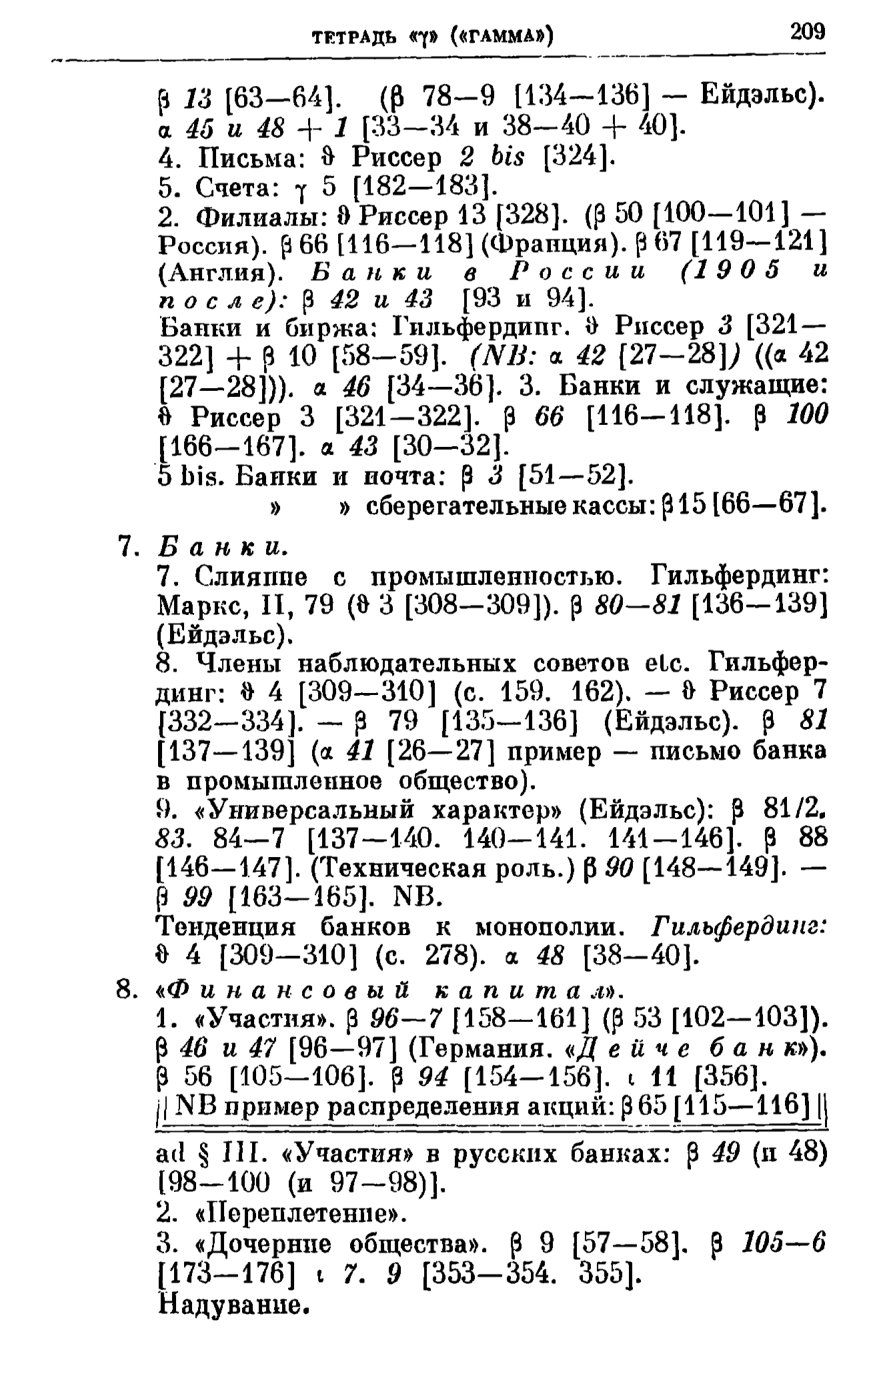 ТЕТРАДЬ «γ» («ГАММА») 209
β 13 [63—64]. (β 78—9 [134—136] — Ейдэльс).
α 45 и 48 + 1 [33—34 и 38—40 + 40].
4. Письма: ϑ Риссер 2 bis [324].
5. Счета: γ 5 [182—183].
2. Филиалы: ϑ Риссер 13 [328]. (β 50 [100—101] —
Россия). β 66 [116—118] (Франция). β 67 [119—121]
(Англия). Банки в России (1905 и
после): β 42 и 43 [93 и 94].
Банки и биржа: Гильфердинг. ϑ Риссер 3 [321—
322] + β 10 [58—59]. (NB: α 42 [27—28]) ((α 42
[27—28])). α 46 [34—36]. 3. Банки и служащие:
ϑ Риссер 3 [321—322]. β 66 [116—118]. β 100
[166—167]. α 43 [30—32].
5 bis. Банки и почта: β 3 [51—52].
» » сберегательные кассы: β 15 [66—67].
7. Банки.
7. Слияние с промышленностью. Гильфердинг:
Маркс, II, 79 (ϑ 3 [308—309]). β 80—81 [136—139]
(Ейдэльс).
8. Члены наблюдательных советов etc. Гильфер-
динг: ϑ 4 [309—310] (с. 159. 162). — ϑ Риссер 7
[332—334]. — β 79 [135—136] (Ейдэльс). β 81
[137—139] (α 41 [26—27] пример — письмо банка
в промышленное общество).
9. «Универсальный характер» (Ейдэльс): β 81/2.
83. 84—7 [137—140. 140—141. 141—146]. β 88
[146—147]. (Техническая роль.) β 90 [148—149]. —
β 99 [163—165]. NB.
Тенденция банков к монополии. Гильфердинг:
ϑ 4 [309—310] (с. 278). α 48 [38—40].
8. «Финансовый капитал».
1. «Участия». β 96—7 [158—161] (β 53 [102—103]).
β 46 и 47 [96—97] (Германия. «Дейче банк»).
β 56 [105—106]. β 94 [154—156]. ι 11 [356].
|| NB пример распределения акций: β 65 [115—116] ||
ad § III. «Участия» в русских банках: β 49 (и 48)
[98—100 (и 97—98)].
2. «Переплетение».
3. «Дочерние общества». β 9 [57—58]. β 105—6
[173—176] ι 7. 9 [353—354. 355].
Надувание.